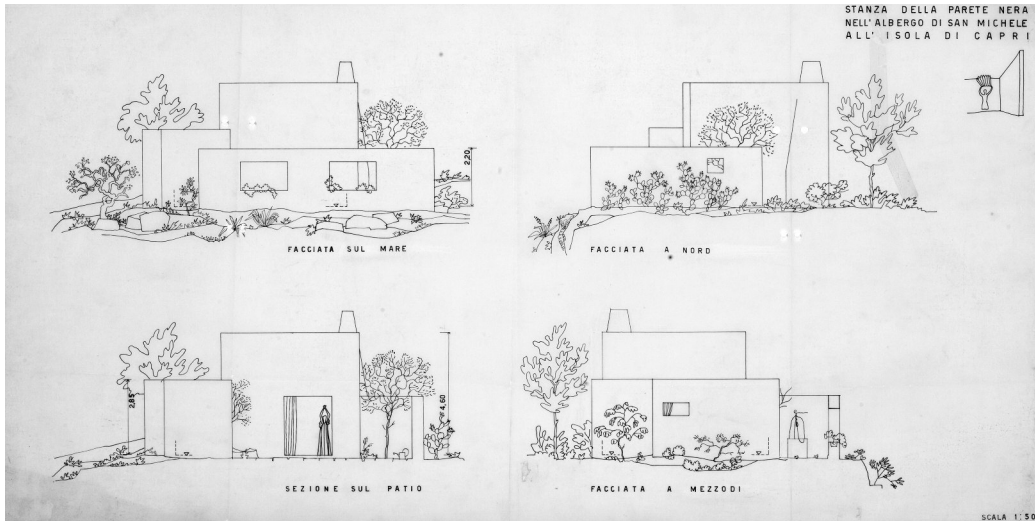 STANZA DELLA PARETE NERA
NELL'ALBERGO DI SAN MICHELE
ALL'ISOLA DI CAPRI
2,20
FACCIATA SUL MARE
FACCIATA A NORD
2,85
4,60
SEZIONE SUL PATIO
FACCIATA A MEZZODI
SCALA 1:50